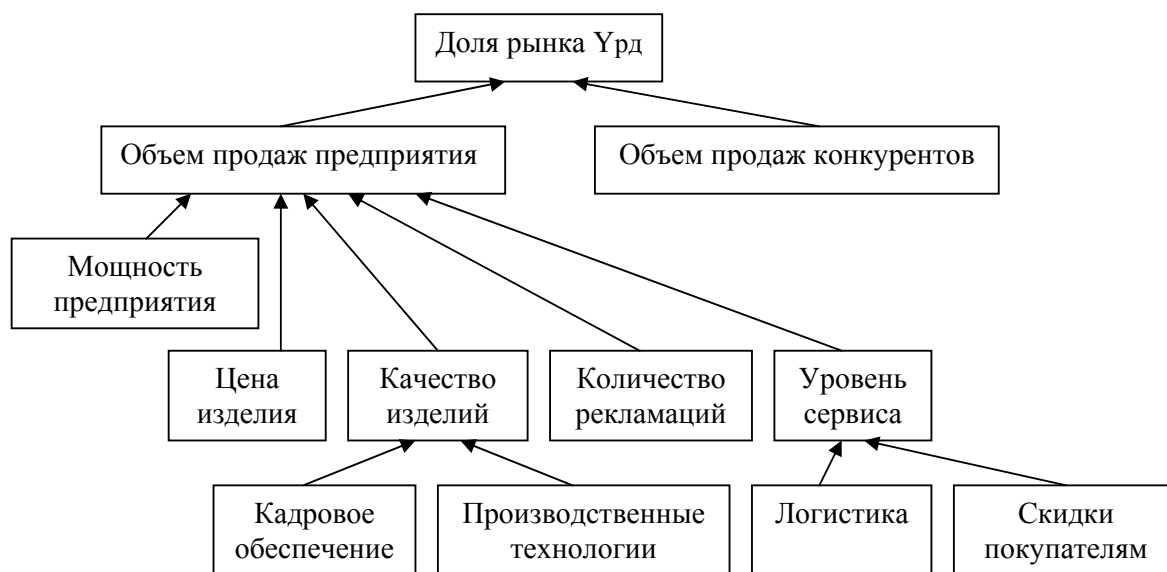 Доля рынка Yрд
Объем продаж предприятия
Объем продаж конкурентов
Мощность
предприятия
Цена
изделия
Качество
изделий
Количество
рекламаций
Уровень
сервиса
Кадровое
обеспечение
Производственные
технологии
Логистика
Скидки
покупателям